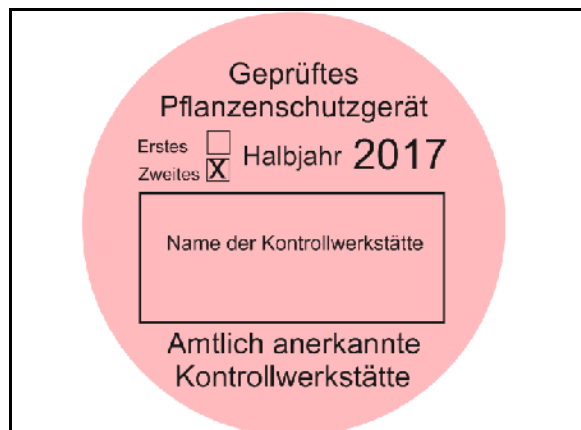 Geprüftes
Pflanzenschutzgerät
Erstes
Zweites X Halbjahr 2017
Name der Kontrollwerkstätte
Amtlich anerkannte
Kontrollwerkstätte